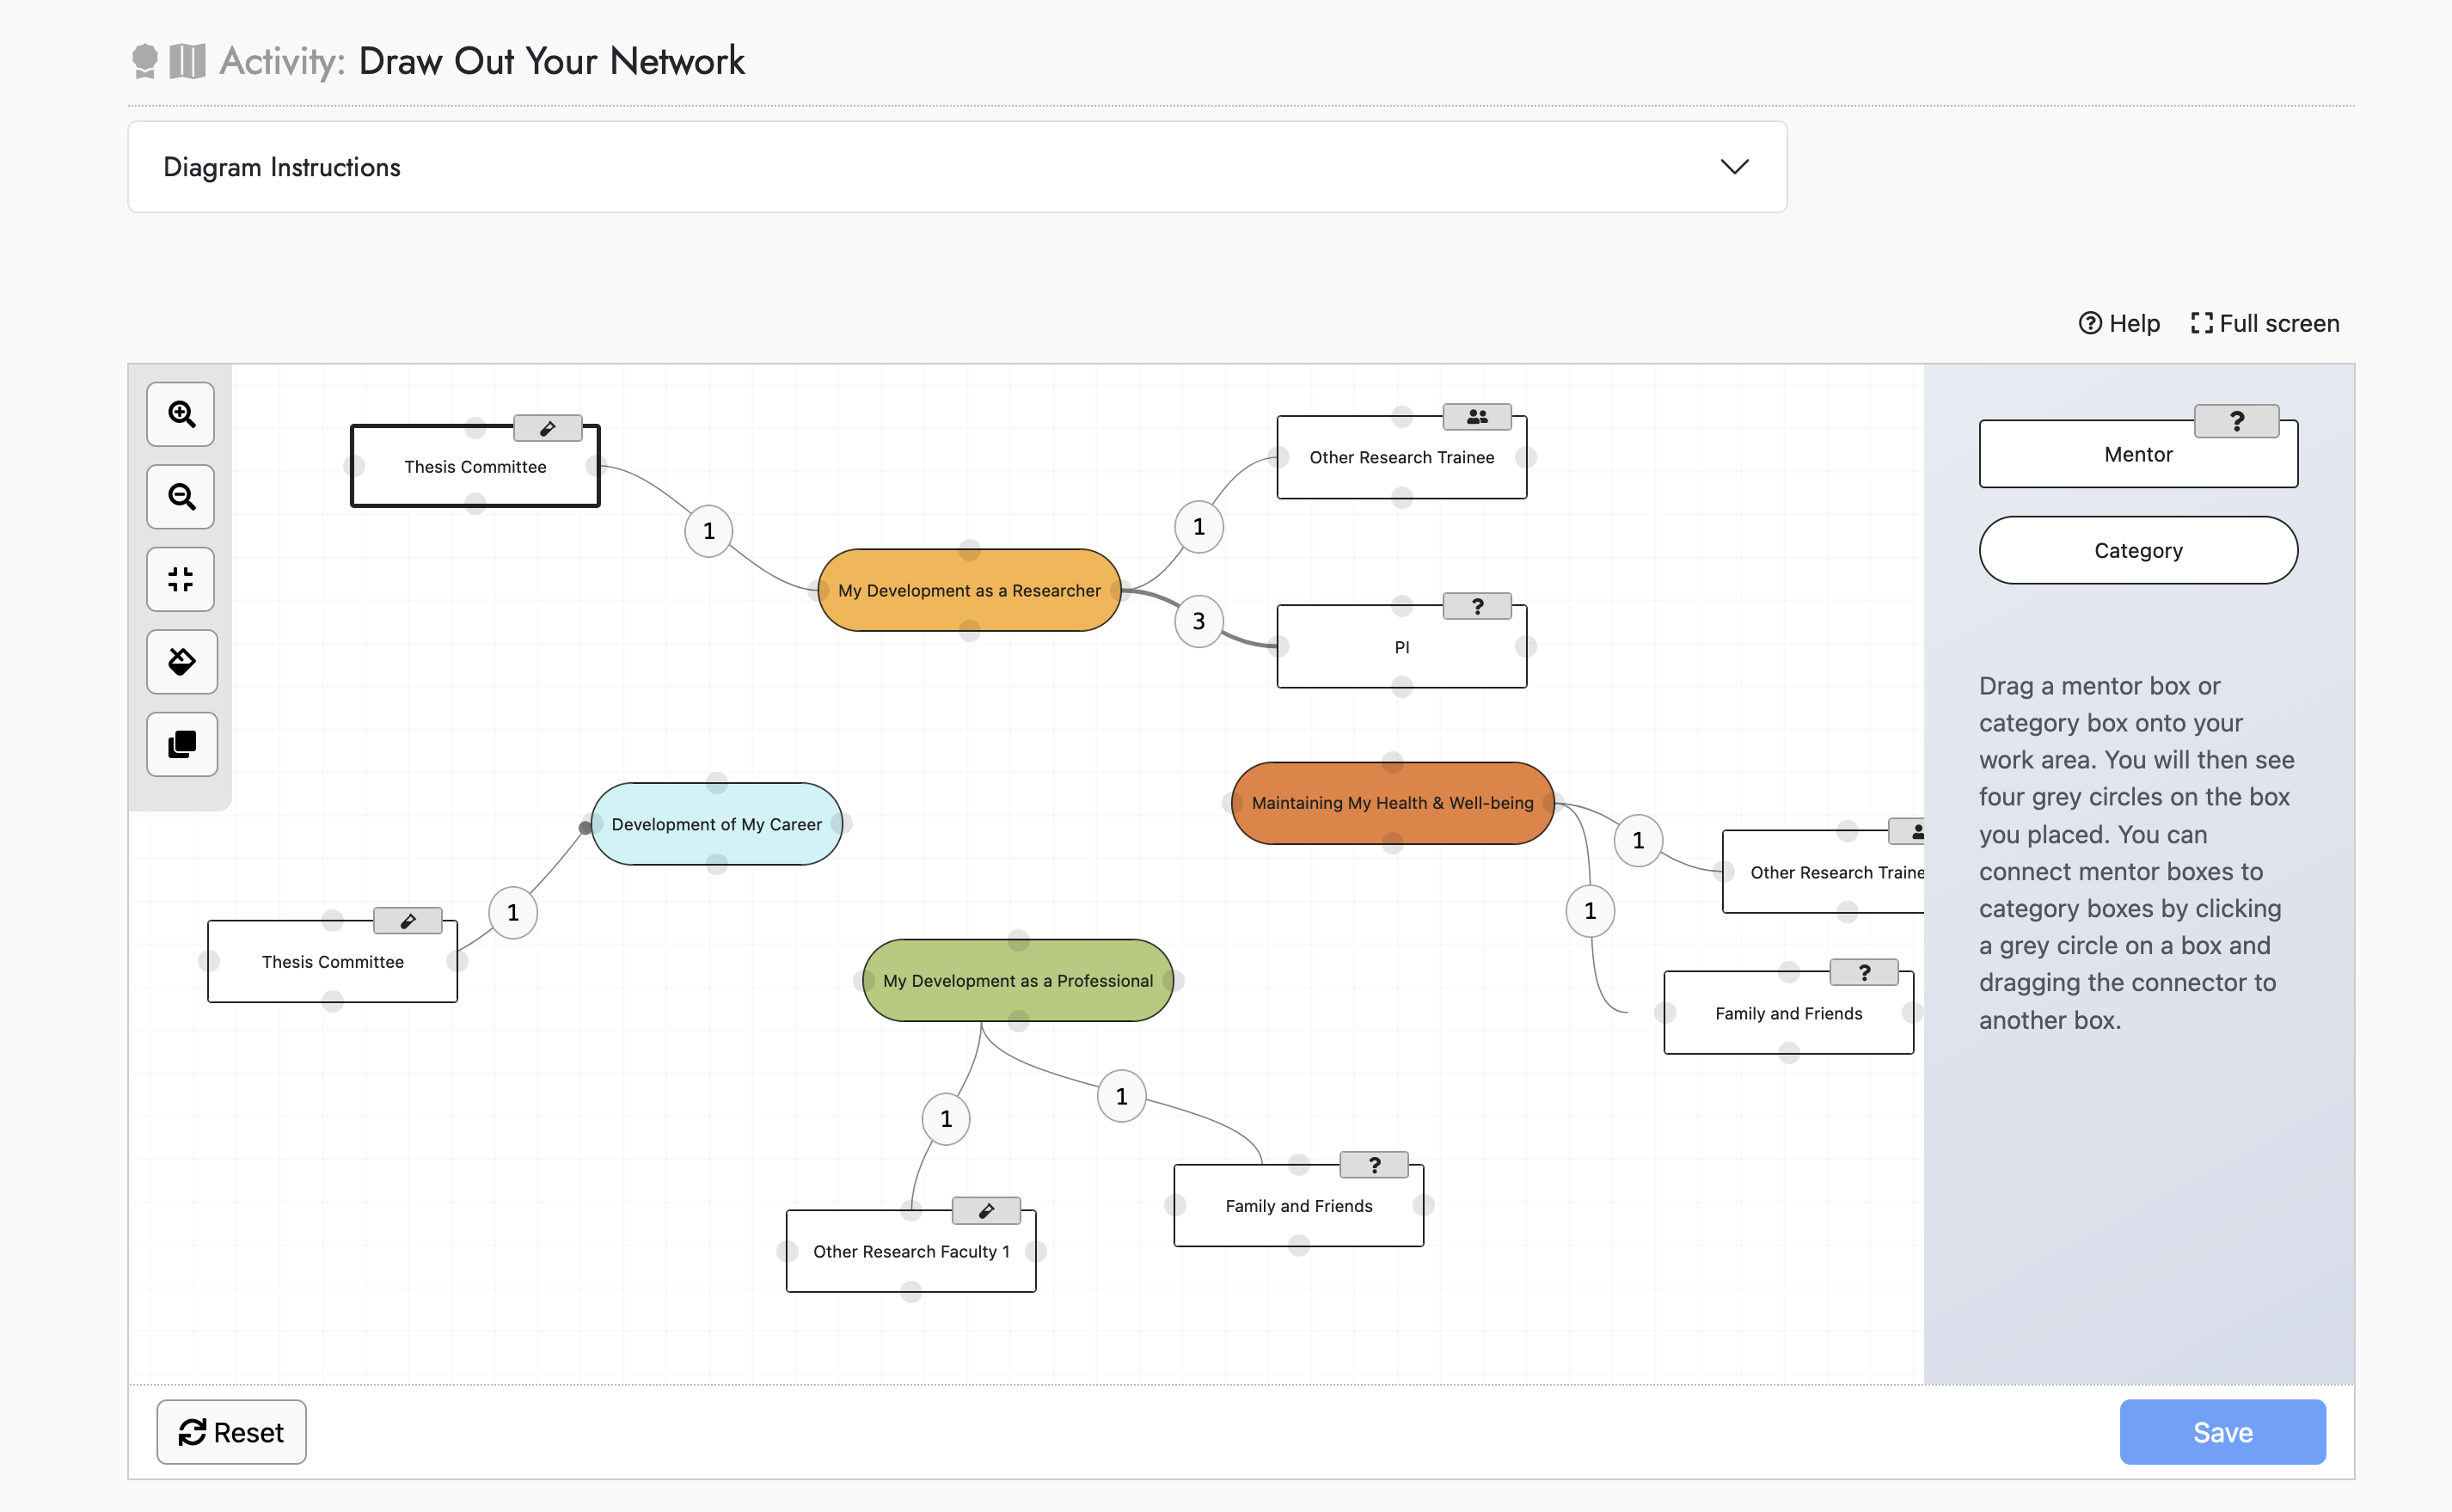 Activity: Draw Out Your Network
Diagram Instructions
Help
Full screen
Thesis Committee
1
My Development as a Researcher
1
Other Research Trainee
3
?
PI
Development of My Career
1
Thesis Committee
Maintaining My Health & Well-being
1
Other Research Traine
1
?
Family and Friends
My Development as a Professional
1
1
Other Research Faculty 1
?
Family and Friends
?
Mentor
Category
Drag a mentor box or
category box onto your
work area. You will then see
four grey circles on the box
you placed. You can
connect mentor boxes to
category boxes by clicking
a grey circle on a box and
dragging the connector to
another box.
Reset
Save